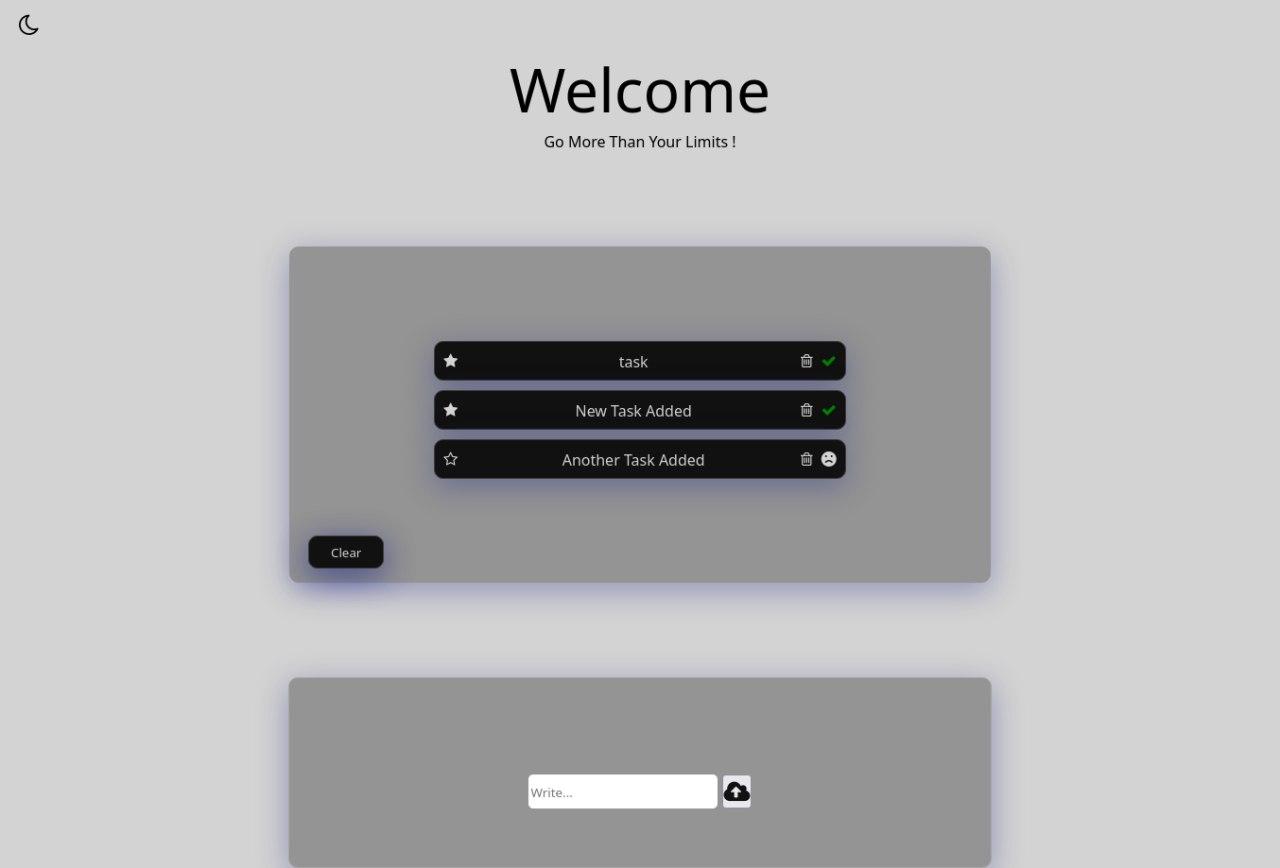 Welcome
Go More Than Your Limits !
task
New Task Added
Another Task Added
Clear
Write...